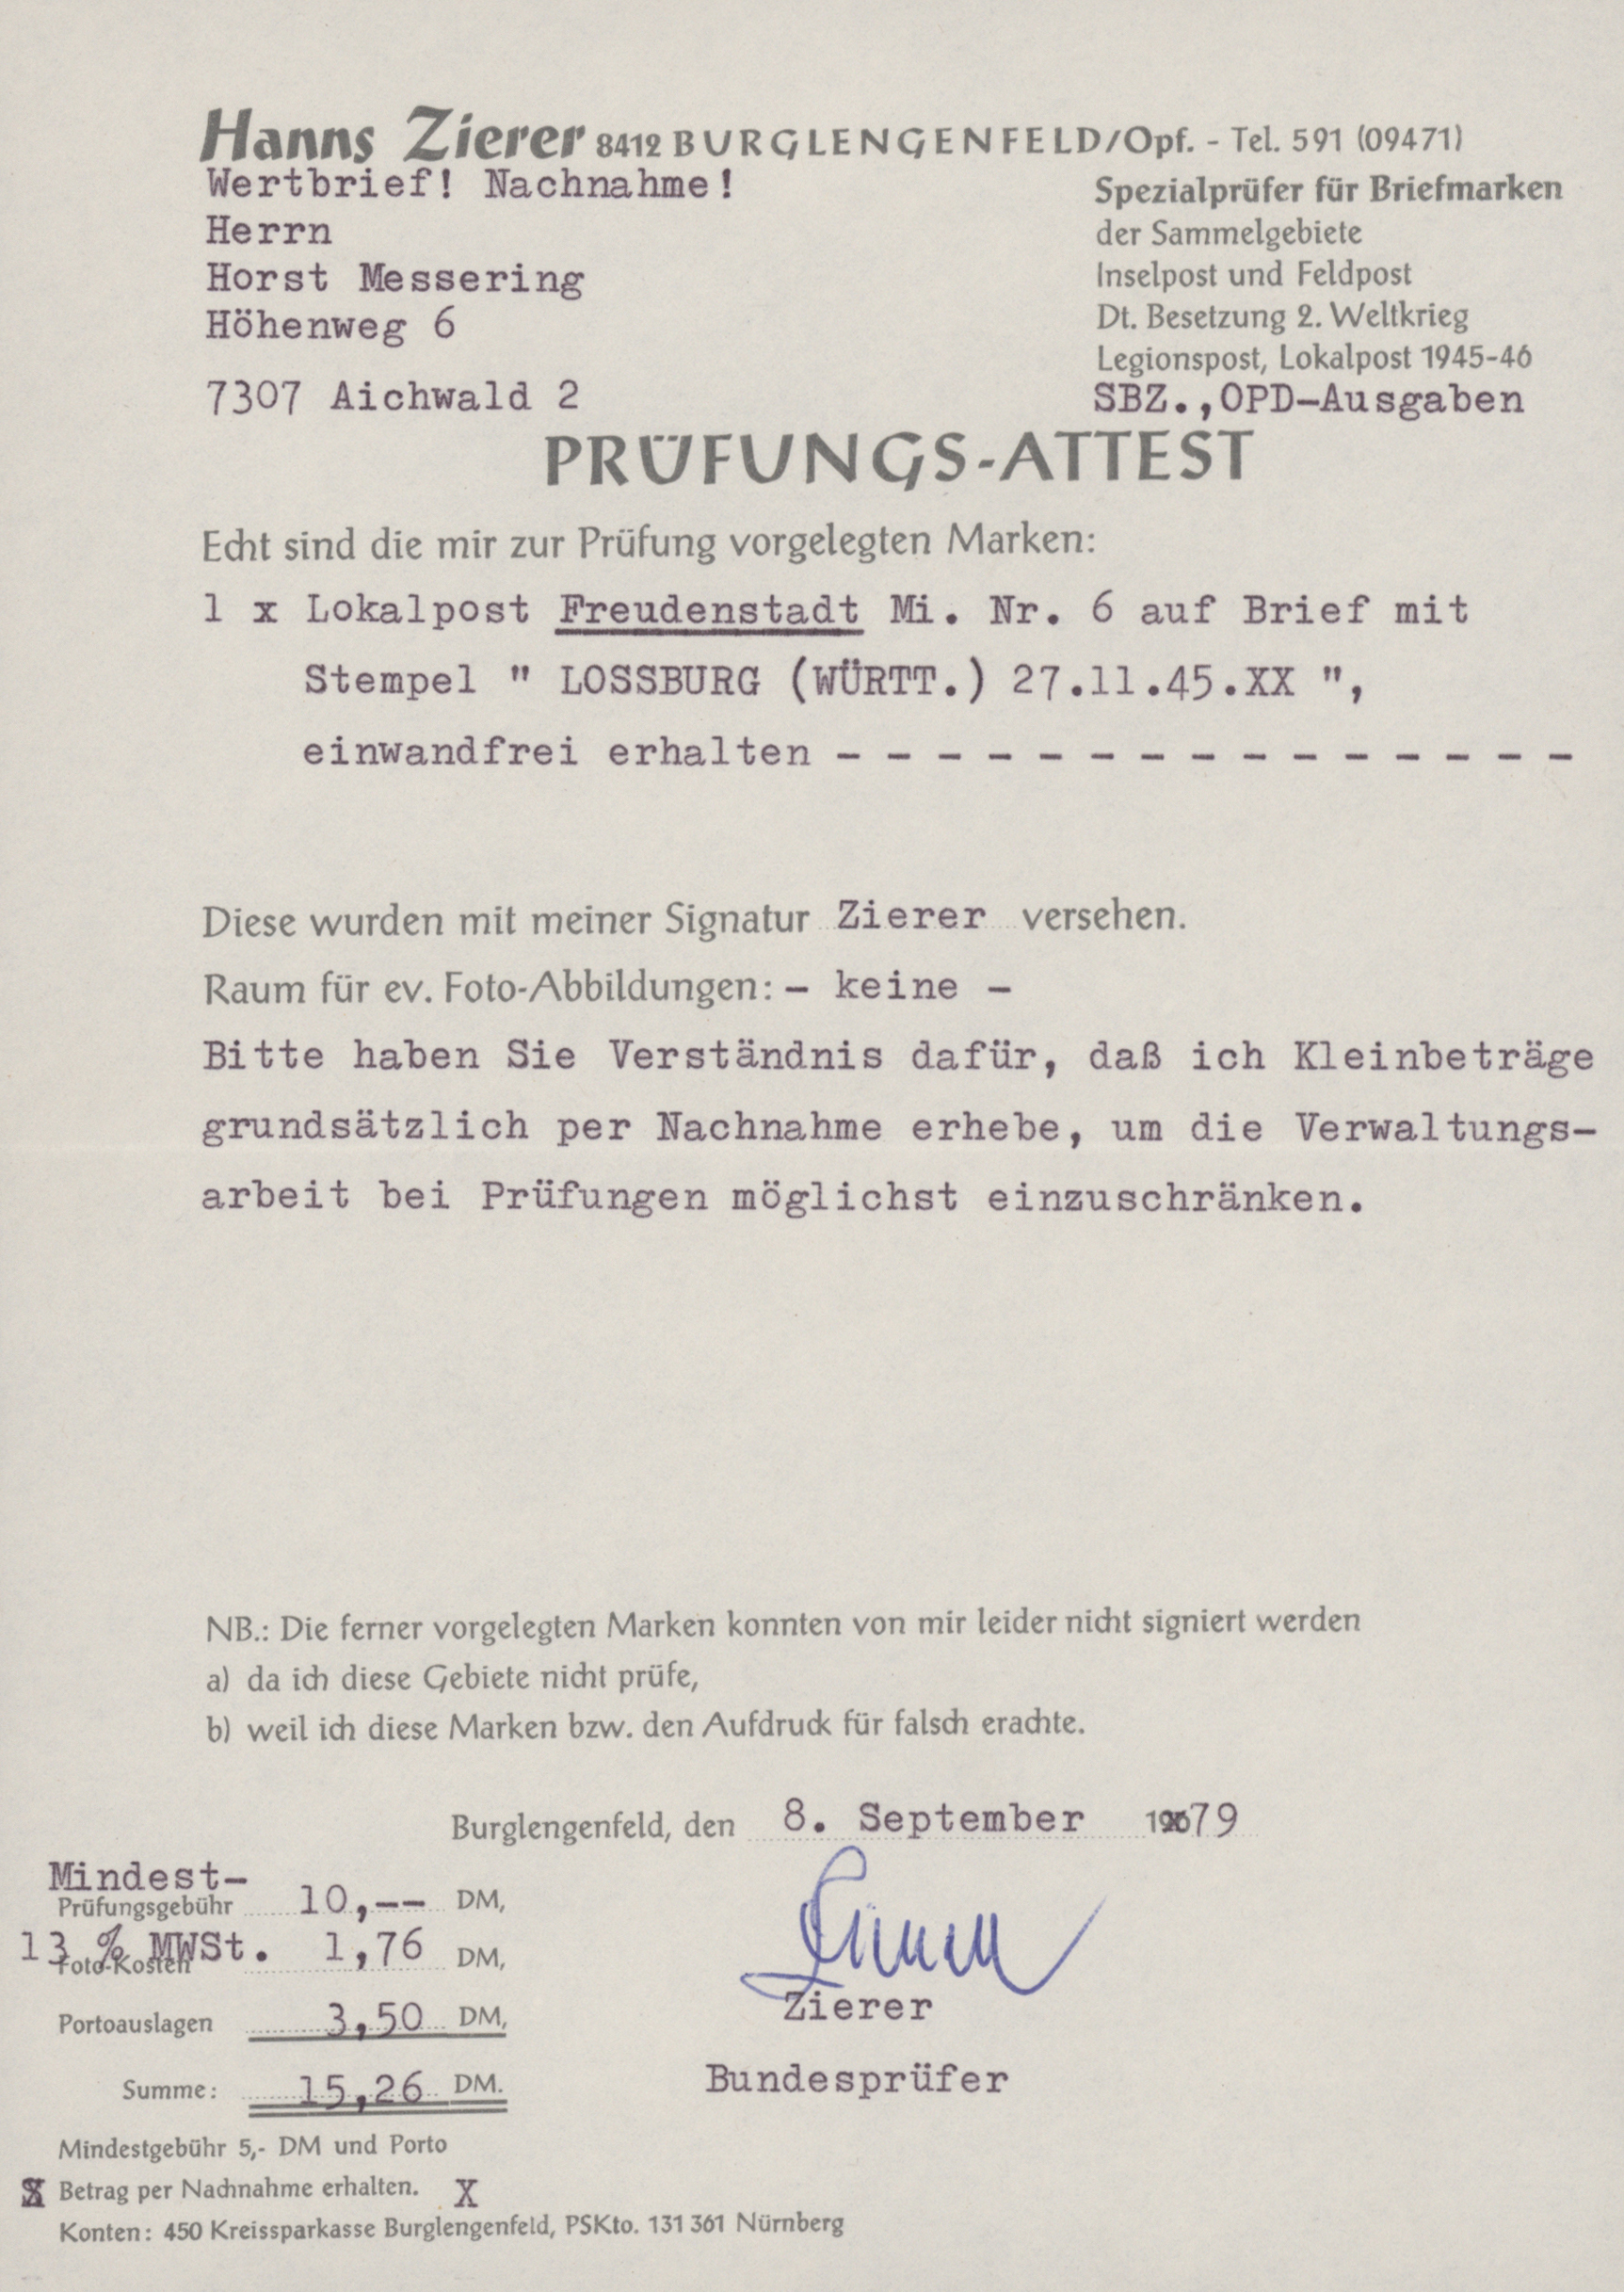 Hanns Zierer 8412 BURGLENGENFELD/Opf. - Tel. 591 (09471)
Wertbrief! Nachnahme!
Herrn
Horst Messering
Höhenweg 6
7307 Aichwald 2
Spezialprüfer für Briefmarken
der Sammelgebiete
Inselpost und Feldpost
Dt. Besetzung 2. Weltkrieg
Legionspost, Lokalpost 1945-46
SBZ.,OPD-Ausgaben
PRÜFUNGS-ATTEST
Echt sind die mir zur Prüfung vorgelegten Marken:
1 x Lokalpost Freudenstadt Mi. Nr. 6 auf Brief mit
Stempel " LOSSBURG (WÜRTT.) 27.11.45.XX ",
einwandfrei erhalten - - - - - - - - - - - - - - -
Diese wurden mit meiner Signatur Zierer versehen.
Raum für ev. Foto-Abbildungen: - keine -
Bitte haben Sie Verständnis dafür, daß ich Kleinbeträge
grundsätzlich per Nachnahme erhebe, um die Verwaltungs-
arbeit bei Prüfungen möglichst einzuschränken.
NB.: Die ferner vorgelegten Marken konnten von mir leider nicht signiert werden
a) da ich diese Gebiete nicht prüfe,
b) weil ich diese Marken bzw. den Aufdruck für falsch erachte.
Burglengenfeld, den 8. September 1979
Mindest-
Prüfungsgebühr 10,-- DM,
13 % MWSt. 1,76 DM,
Foto-Kosten
Portoauslagen 3,50 DM,
Summe: 15,26 DM.
Zierer
Zierer
Bundesprüfer
Mindestgebühr 5,- DM und Porto
X Betrag per Nachnahme erhalten. X
Konten: 450 Kreissparkasse Burglengenfeld, PSKto. 131 361 Nürnberg